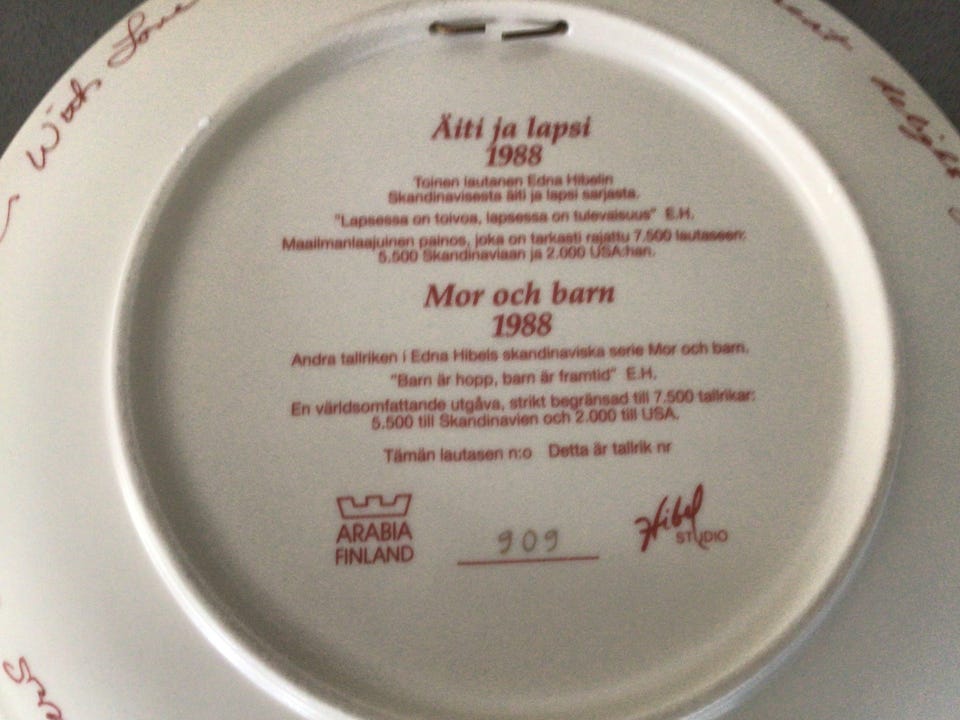 With Love
delight
Äiti ja lapsi
1988
Toinen lautanen Edna Hibelin
Skandinavisesta äiti ja lapsi sarjasta.
"Lapsessa on toivoa, lapsessa on tulevaisuus" E.H.
Maailmanlaajuinen painos, joka on tarkasti rajattu 7.500 lautaseen:
5.500 Skandinaviaan ja 2.000 USA:han.
Mor och barn
1988
Andra tallriken i Edna Hibels skandinaviska serie Mor och barn.
"Barn är hopp, barn är framtid" E.H.
En världsomfattande utgåva, strikt begränsad till 7.500 tallrikar:
5.500 till Skandinavien och 2.000 till USA.
Tämän lautasen n:o Detta är tallrik nr
ARABIA
FINLAND
909
Hibel
STUDIO